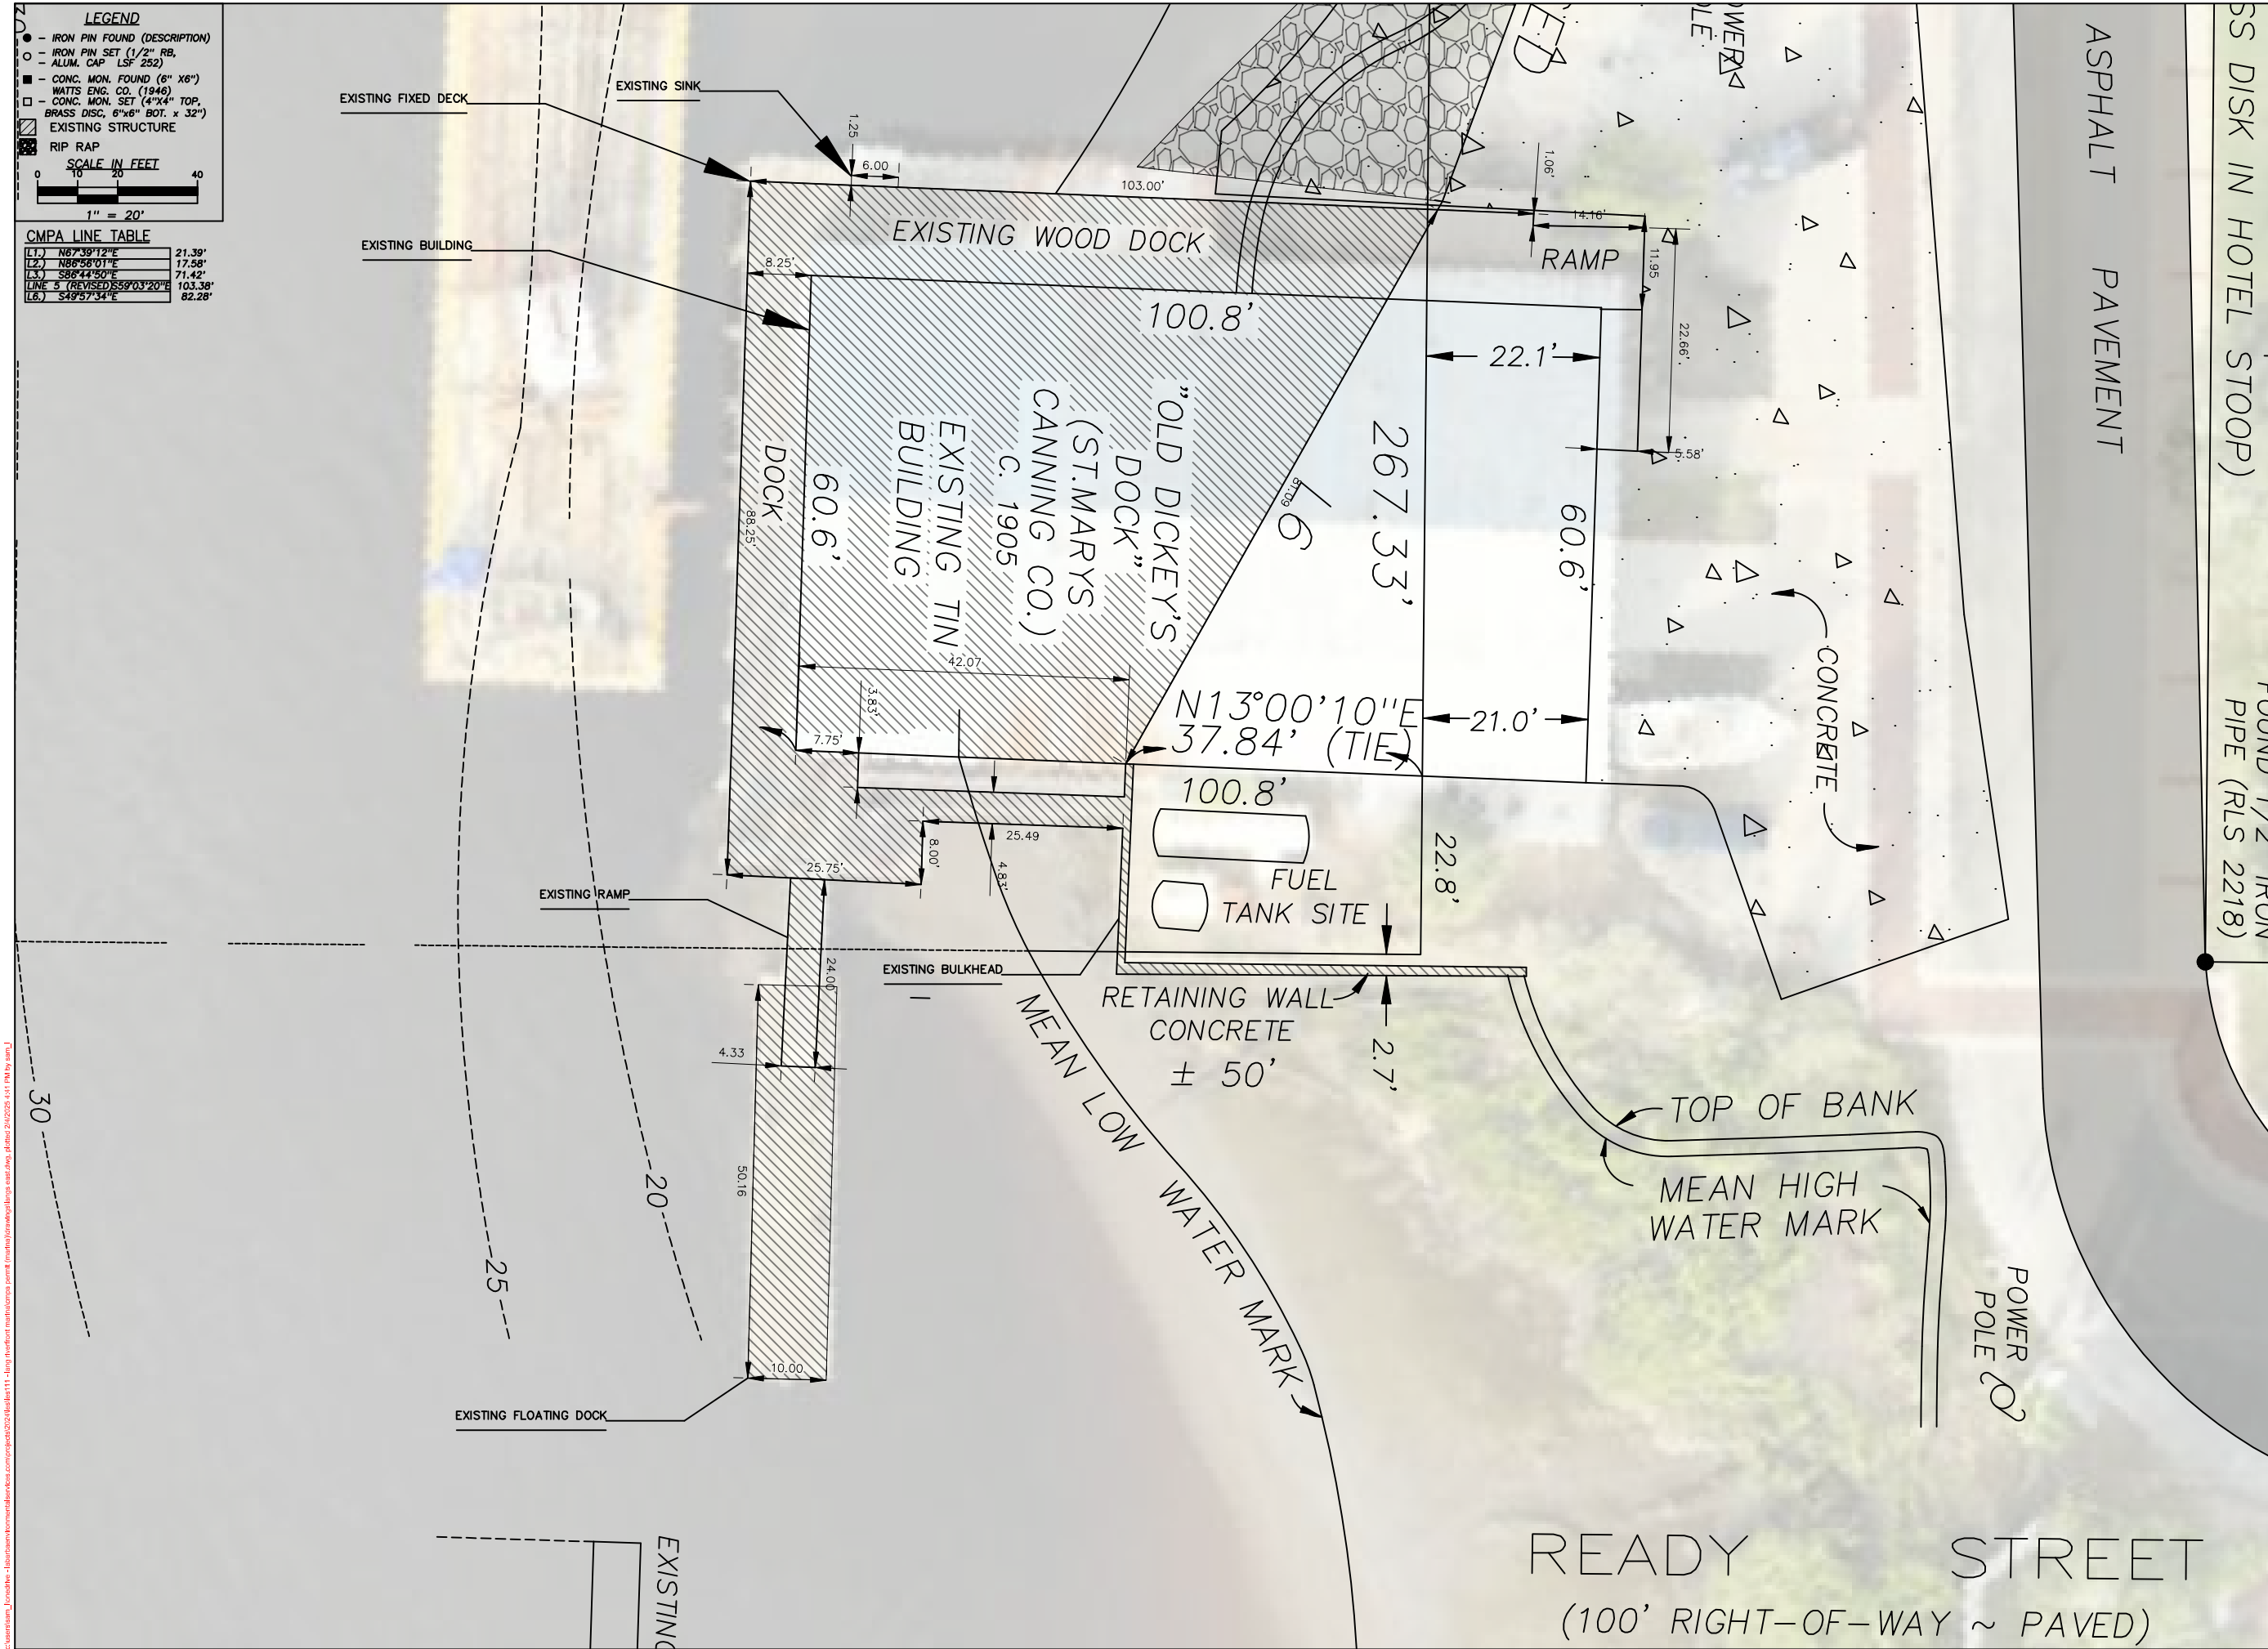 LEGEND
– IRON PIN FOUND (DESCRIPTION)
– IRON PIN SET (1/2" RB,
– ALUM. CAP LSF 252)
– CONC. MON. FOUND (6" X6")
WATTS ENG. CO. (1946)
– CONC. MON. SET (4"X4" TOP,
BRASS DISC, 6"x6" BOT. x 32")
EXISTING STRUCTURE
RIP RAP
SCALE IN FEET
0 10 20 40
1" = 20'
CMPA LINE TABLE
L1.) N67°39'12"E 21.39'
L2.) N86°56'01"E 17.58'
L3.) S86°44'50"E 71.42'
LINE 5 (REVISED)S59°03'20"E 103.38'
L6.) S49°57'34"E 82.28'
EXISTING FIXED DECK
EXISTING SINK
EXISTING BUILDING
1.25
6.00
103.00'
EXISTING WOOD DOCK
1.06'
14.16'
RAMP
11.95
22.66'
5.58'
8.25'
100.8'
22.1'
DOCK
88.25'
60.6'
"OLD DICKEY'S
DOCK"
(ST.MARYS
CANNING CO.)
C. 1905
EXISTING TIN
BUILDING
81.09
L6
267.33'
60.6'
42.07
3.83'
7.75'
N13°00'10"E
37.84' (TIE)
21.0'
100.8'
22.8'
25.49
8.00'
4.83'
25.75'
FUEL
TANK SITE
EXISTING RAMP
24.00
EXISTING BULKHEAD
RETAINING WALL
CONCRETE
± 50'
2.7'
4.33
50.16
10.00
EXISTING FLOATING DOCK
MEAN LOW WATER MARK
TOP OF BANK
MEAN HIGH
WATER MARK
POWER
POLE
CONCRETE
ASPHALT PAVEMENT
SS DISK IN HOTEL STOOP)
PIPE (RLS 2218)
30
25
20
EXISTING
READY STREET
(100' RIGHT–OF–WAY ~ PAVED)